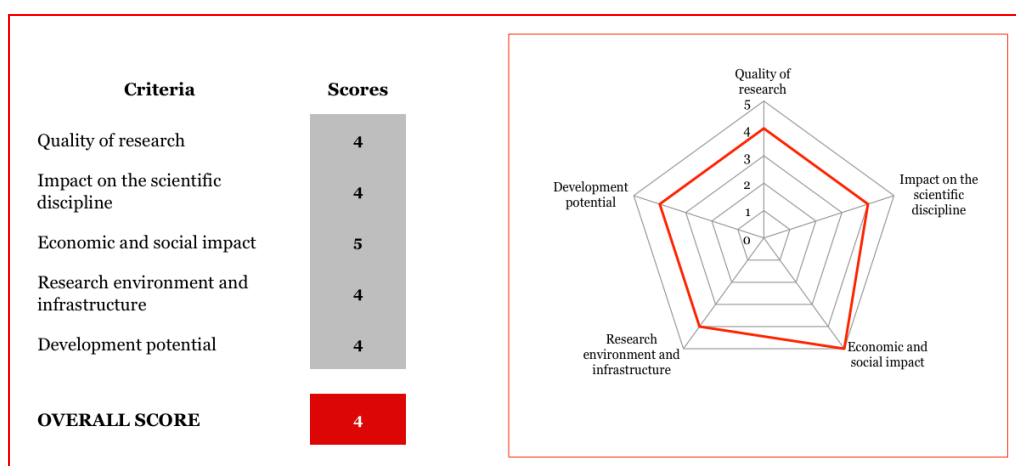 Criteria Scores
Quality of research 4
Impact on the scientific
discipline 4
Economic and social impact 5
Research environment and
infrastructure 4
Development potential 4
OVERALL SCORE 4
Quality of
research
5
4
3
2
1
0
Impact on the
scientific
discipline
Economic and
social impact
Research
environment and
infrastructure
Development
potential